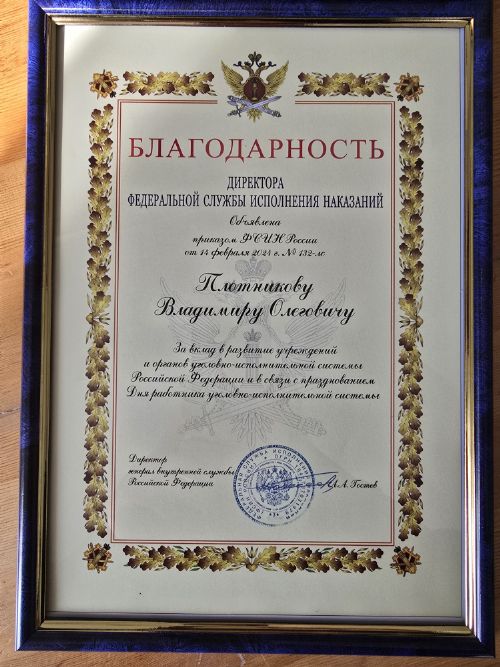 БЛАГОДАРНОСТЬ
ДИРЕКТОРА
ФЕДЕРАЛЬНОЙ СЛУЖБЫ ИСПОЛНЕНИЯ НАКАЗАНИЙ
Объявлена
приказом ФСИН России
от 14 февраля 2024 г. № 132-лс
Плотникову
Владимиру Олеговичу
За вклад в развитие учреждений
и органов уголовно-исполнительной системы
Российской Федерации и в связи с празднованием
Дня работника уголовно-исполнительной системы
Директор
генерал внутренней службы
Российской Федерации
А.А. Гостев